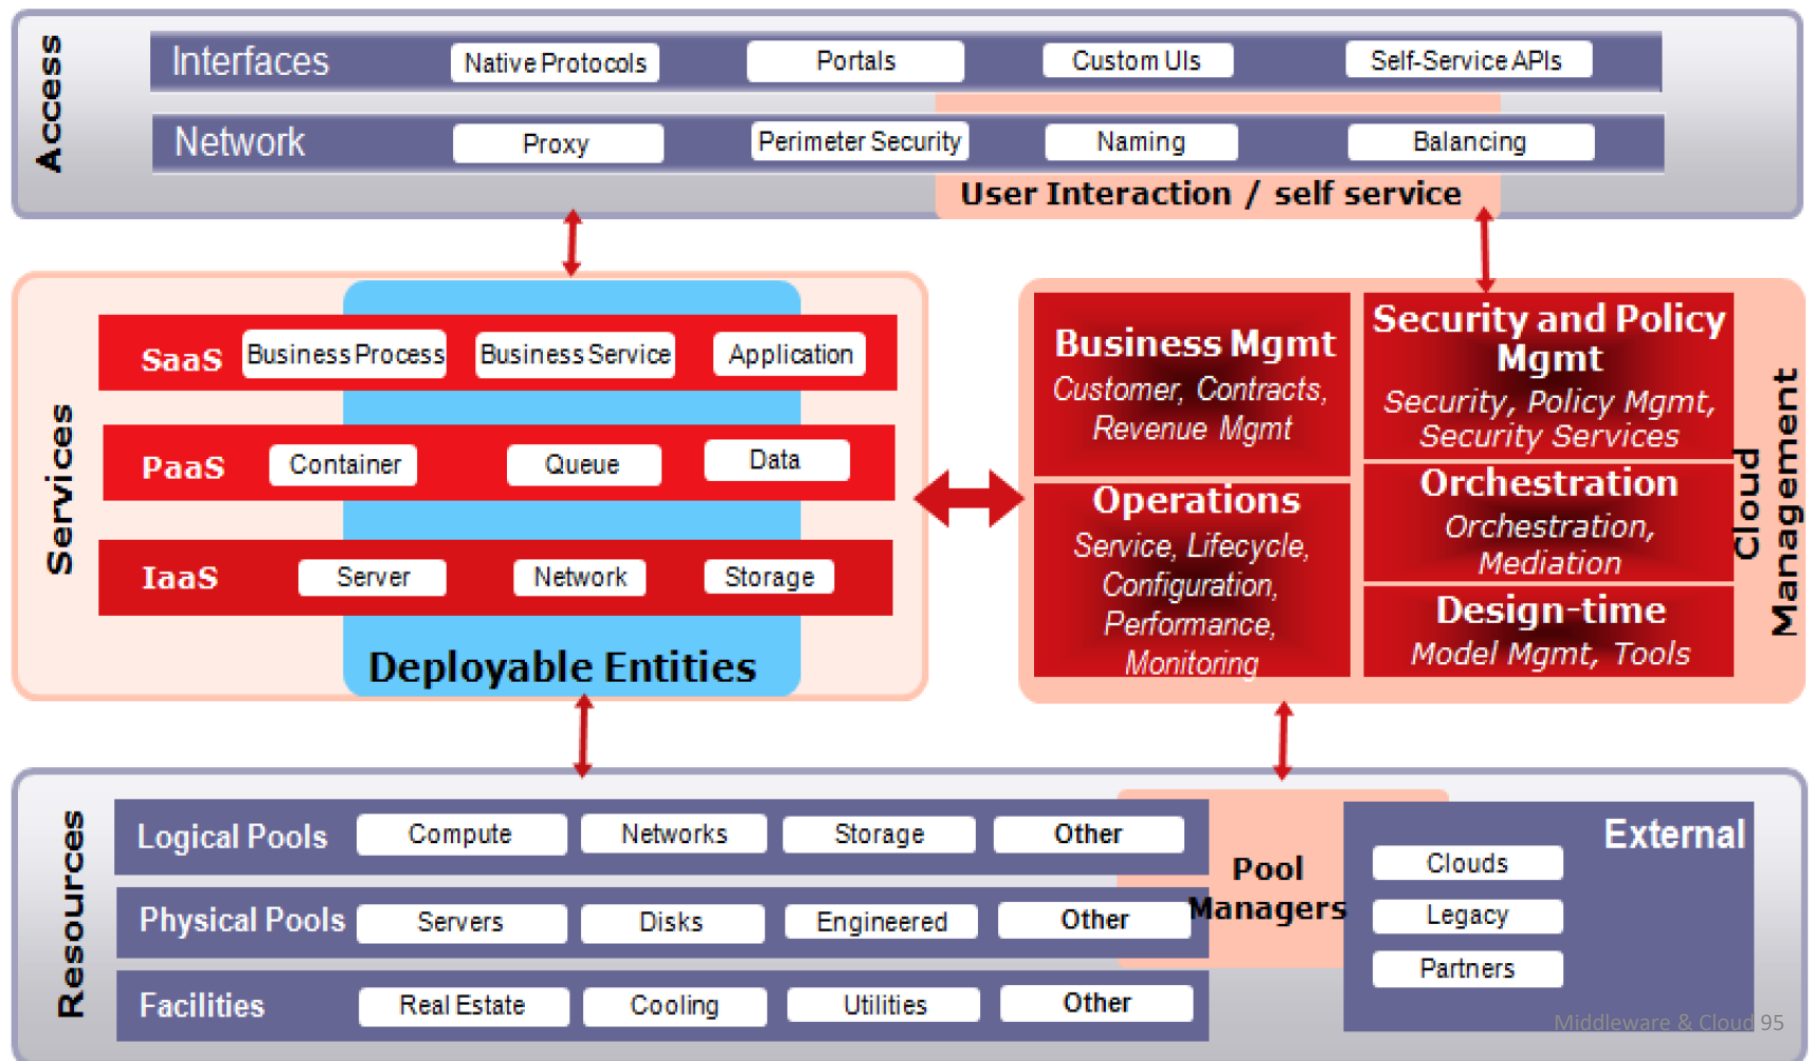 Access
Interfaces
Native Protocols
Portals
Custom UIs
Self-Service APIs
Network
Proxy
Perimeter Security
Naming
Balancing
User Interaction / self service
Services
SaaS
Business Process
Business Service
Application
PaaS
Container
Queue
Data
IaaS
Server
Network
Storage
Deployable Entities
Business Mgmt
Customer, Contracts,
Revenue Mgmt
Operations
Service, Lifecycle,
Configuration,
Performance,
Monitoring
Security and Policy
Mgmt
Security, Policy Mgmt,
Security Services
Orchestration
Orchestration,
Mediation
Design-time
Model Mgmt, Tools
Cloud
Management
Resources
Logical Pools
Compute
Networks
Storage
Other
Physical Pools
Servers
Disks
Engineered
Other
Facilities
Real Estate
Cooling
Utilities
Other
Pool
Managers
External
Clouds
Legacy
Partners
Middleware & Cloud 95